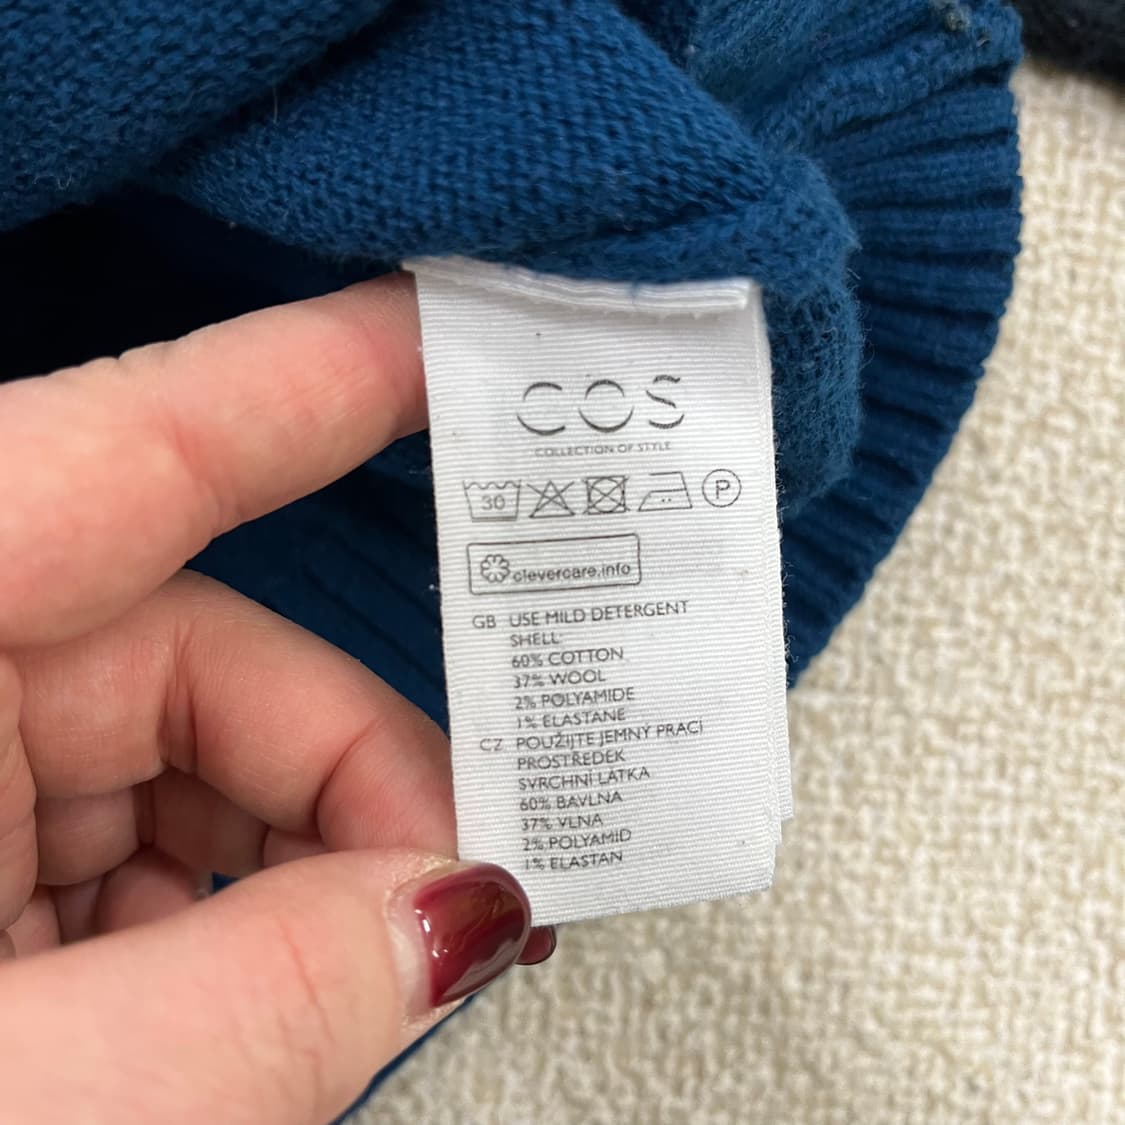 COS
COLLECTION OF STYLE
30 P
clevercare.info
GB USE MILD DETERGENT
SHELL:
60% COTTON
37% WOOL
2% POLYAMIDE
1% ELASTANE
CZ POUŽIJTE JEMNÝ PRACÍ
PROSTŘEDEK
SVRCHNÍ LÁTKA
60% BAVLNA
37% VLNA
2% POLYAMID
1% ELASTAN